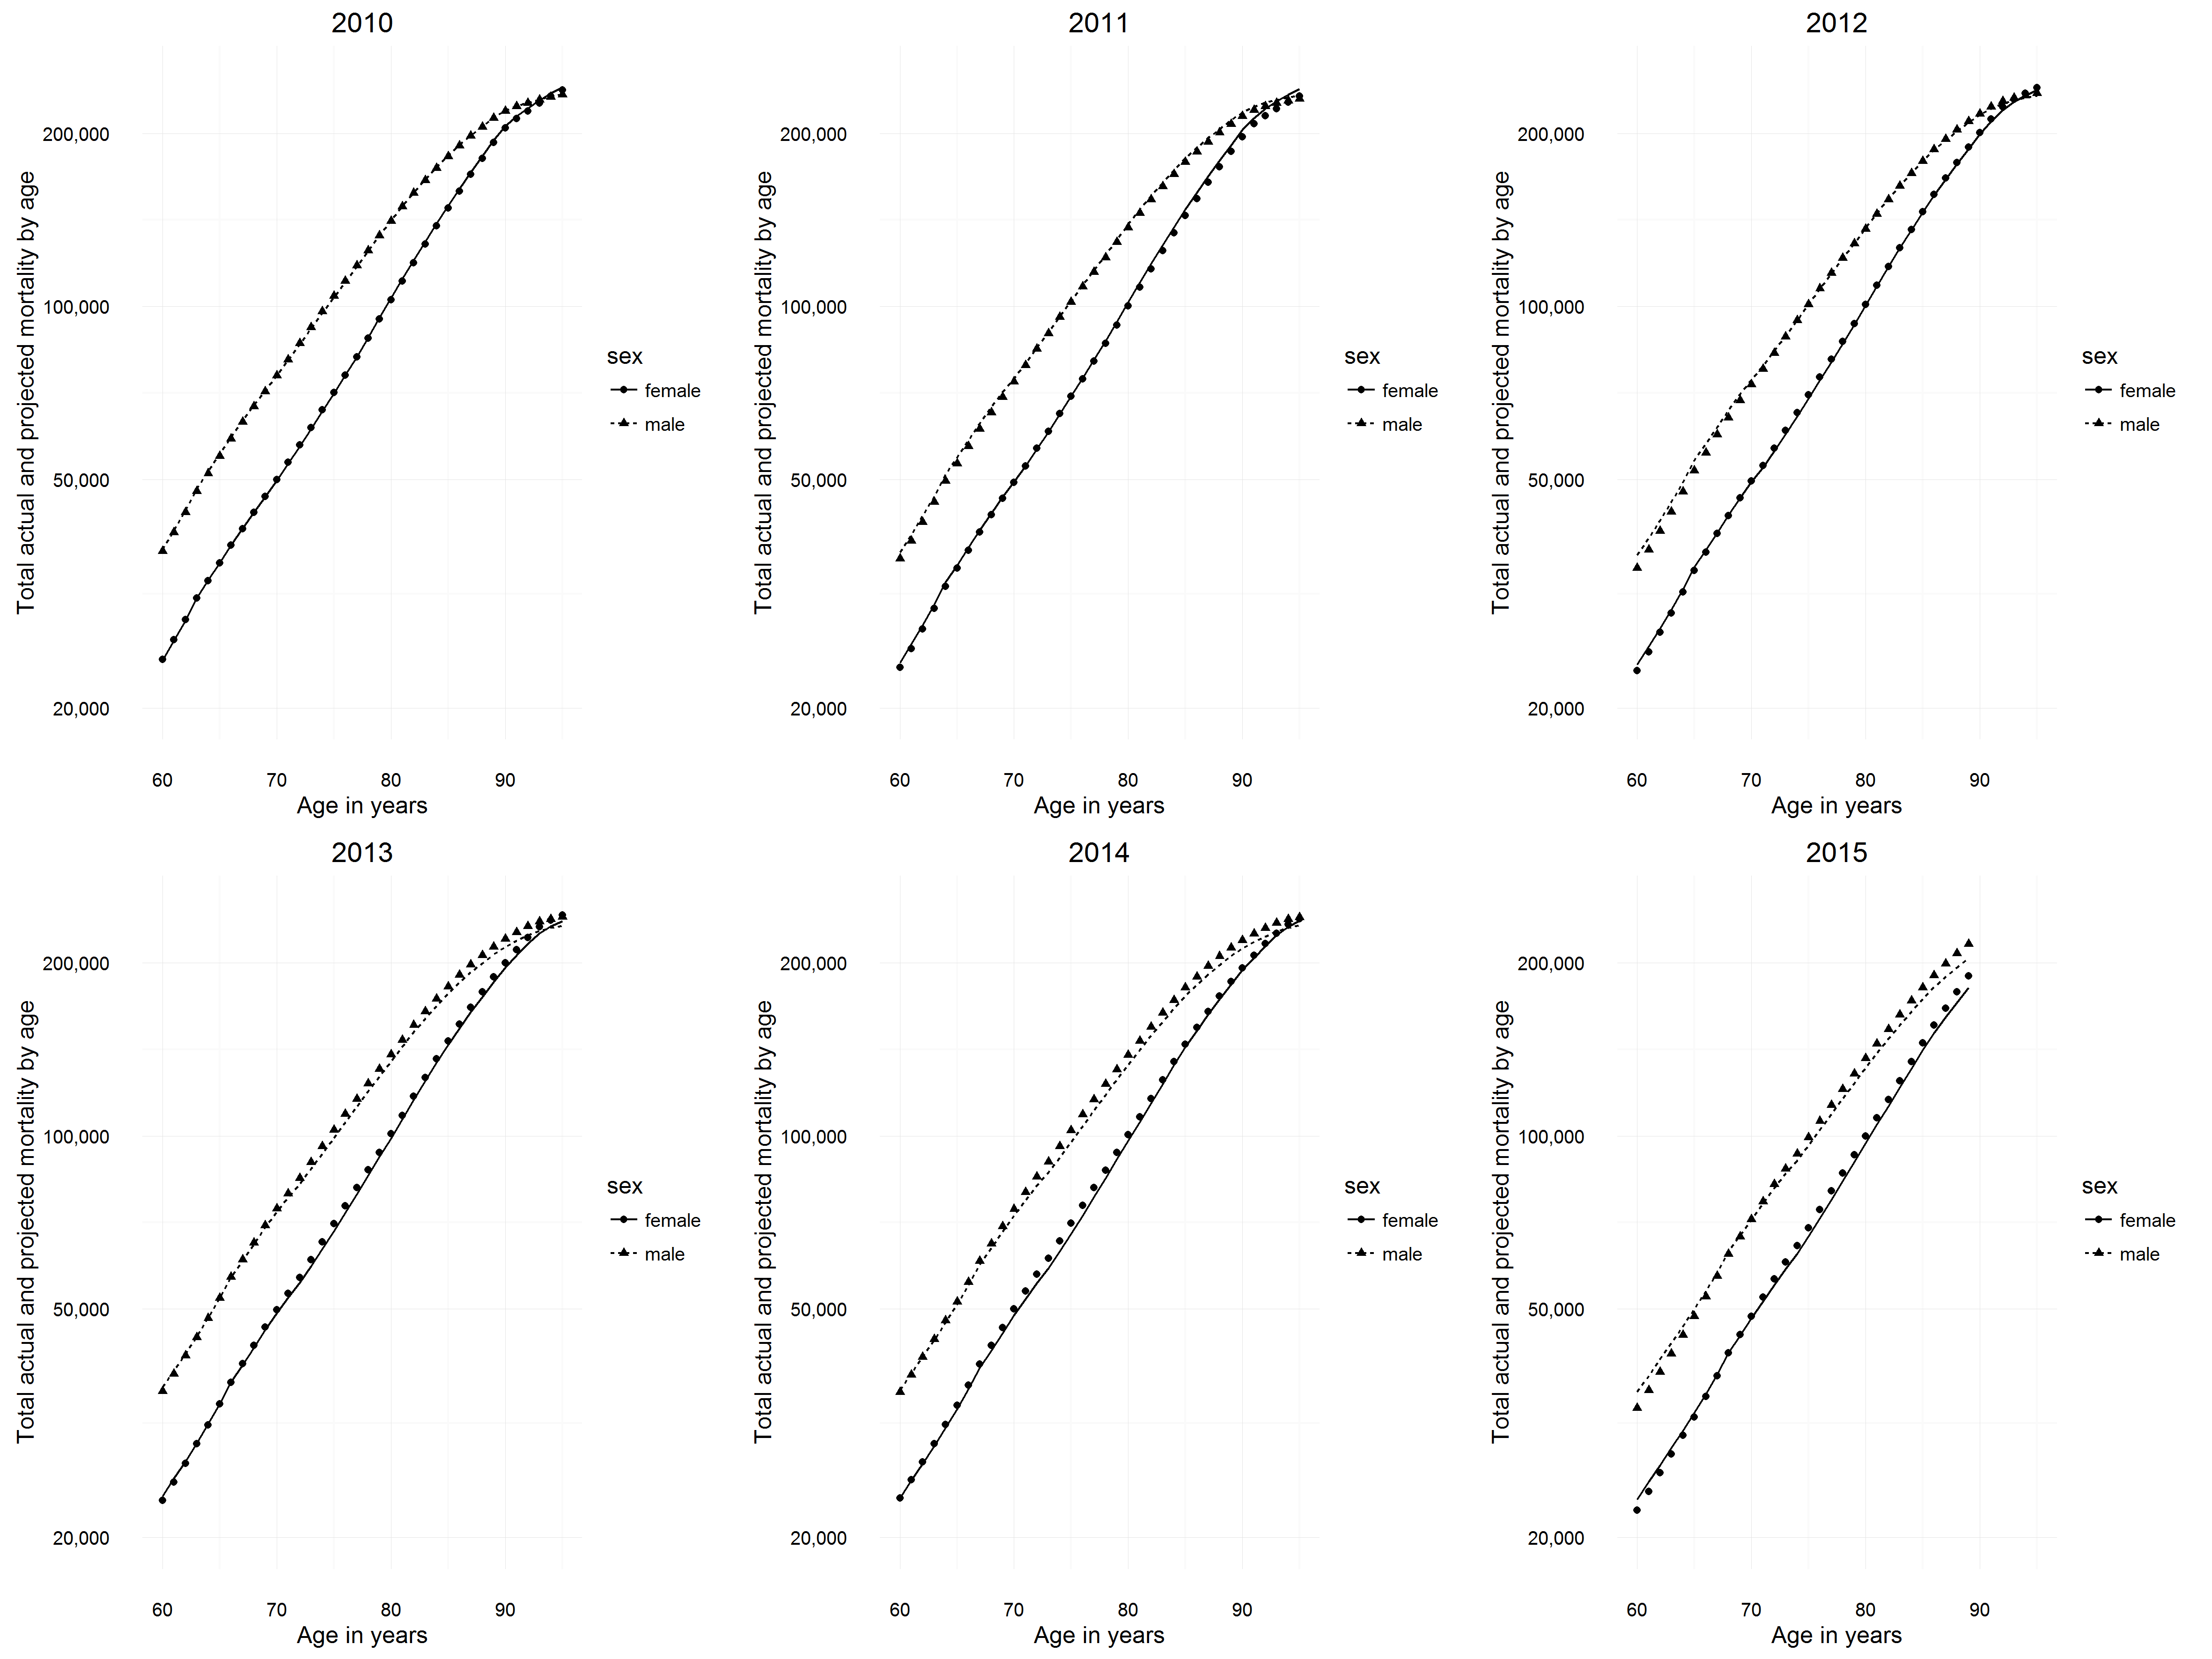 2010
Total actual and projected mortality by age
200,000
100,000
50,000
20,000
60 70 80 90
Age in years
sex
female
male
2011
Total actual and projected mortality by age
200,000
100,000
50,000
20,000
60 70 80 90
Age in years
sex
female
male
2012
Total actual and projected mortality by age
200,000
100,000
50,000
20,000
60 70 80 90
Age in years
sex
female
male
2013
Total actual and projected mortality by age
200,000
100,000
50,000
20,000
60 70 80 90
Age in years
sex
female
male
2014
Total actual and projected mortality by age
200,000
100,000
50,000
20,000
60 70 80 90
Age in years
sex
female
male
2015
Total actual and projected mortality by age
200,000
100,000
50,000
20,000
60 70 80 90
Age in years
sex
female
male